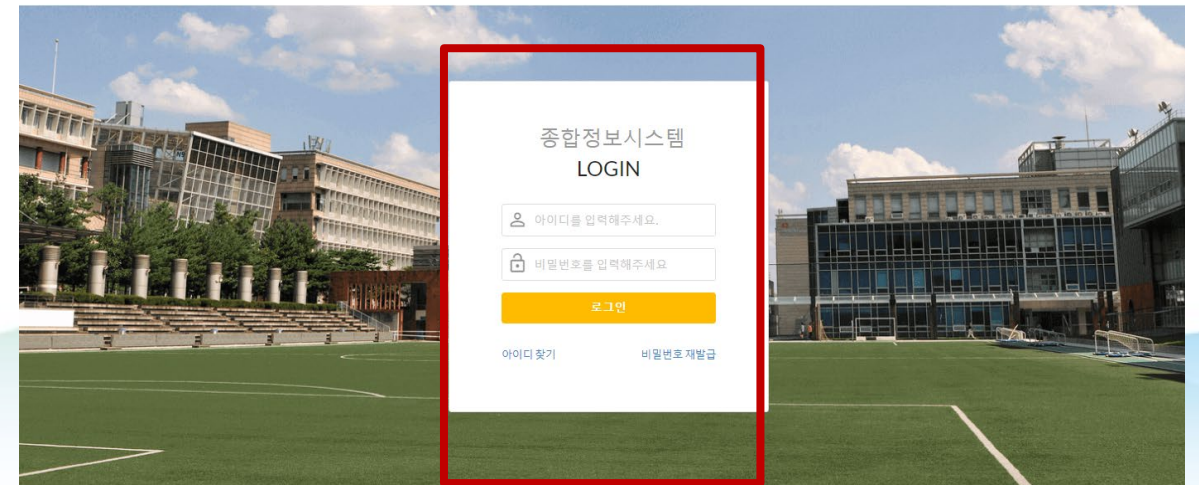 종합정보시스템
LOGIN
아이디를 입력해주세요.
비밀번호를 입력해주세요
로그인
아이디 찾기
비밀번호 재발급